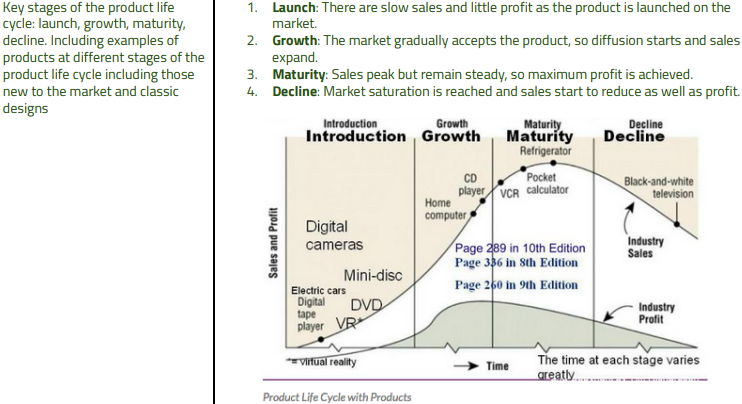 Key stages of the product life
cycle: launch, growth, maturity,
decline. Including examples of
products at different stages of the
product life cycle including those
new to the market and classic
designs
1. Launch: There are slow sales and little profit as the product is launched on the
market.
2. Growth: The market gradually accepts the product, so diffusion starts and sales
expand.
3. Maturity: Sales peak but remain steady, so maximum profit is achieved.
4. Decline: Market saturation is reached and sales start to reduce as well as profit.
Introduction Growth Maturity Decline
Introduction Growth Maturity Decline
Refrigerator
CD
player
VCR
Pocket
calculator
Black-and-white
television
Home
computer
Digital
cameras
Sales and Profit
Page 289 in 10th Edition
Page 336 in 8th Edition
Page 260 in 9th Edition
Industry
Sales
Mini-disc
Electric cars
Digital
tape
player
DVD
VR*
Industry
Profit
*= virtual reality
Time
The time at each stage varies
greatly
Product Life Cycle with Products